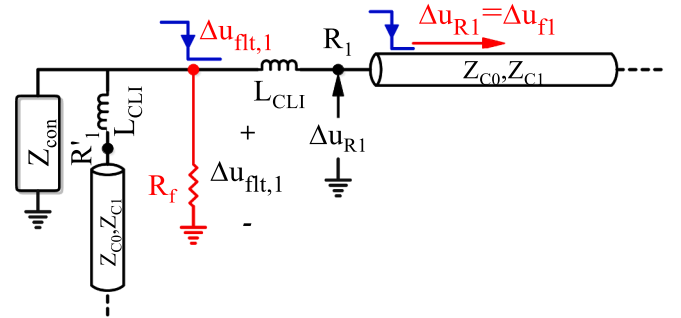 Δu_flt,1
Δu_R1=Δu_f1
R_1
Z_C0,Z_C1
L_CLI
Z_con
R'_1
L_CLI
+
Δu_R1
R_f
Δu_flt,1
-
Z_C0,Z_C1